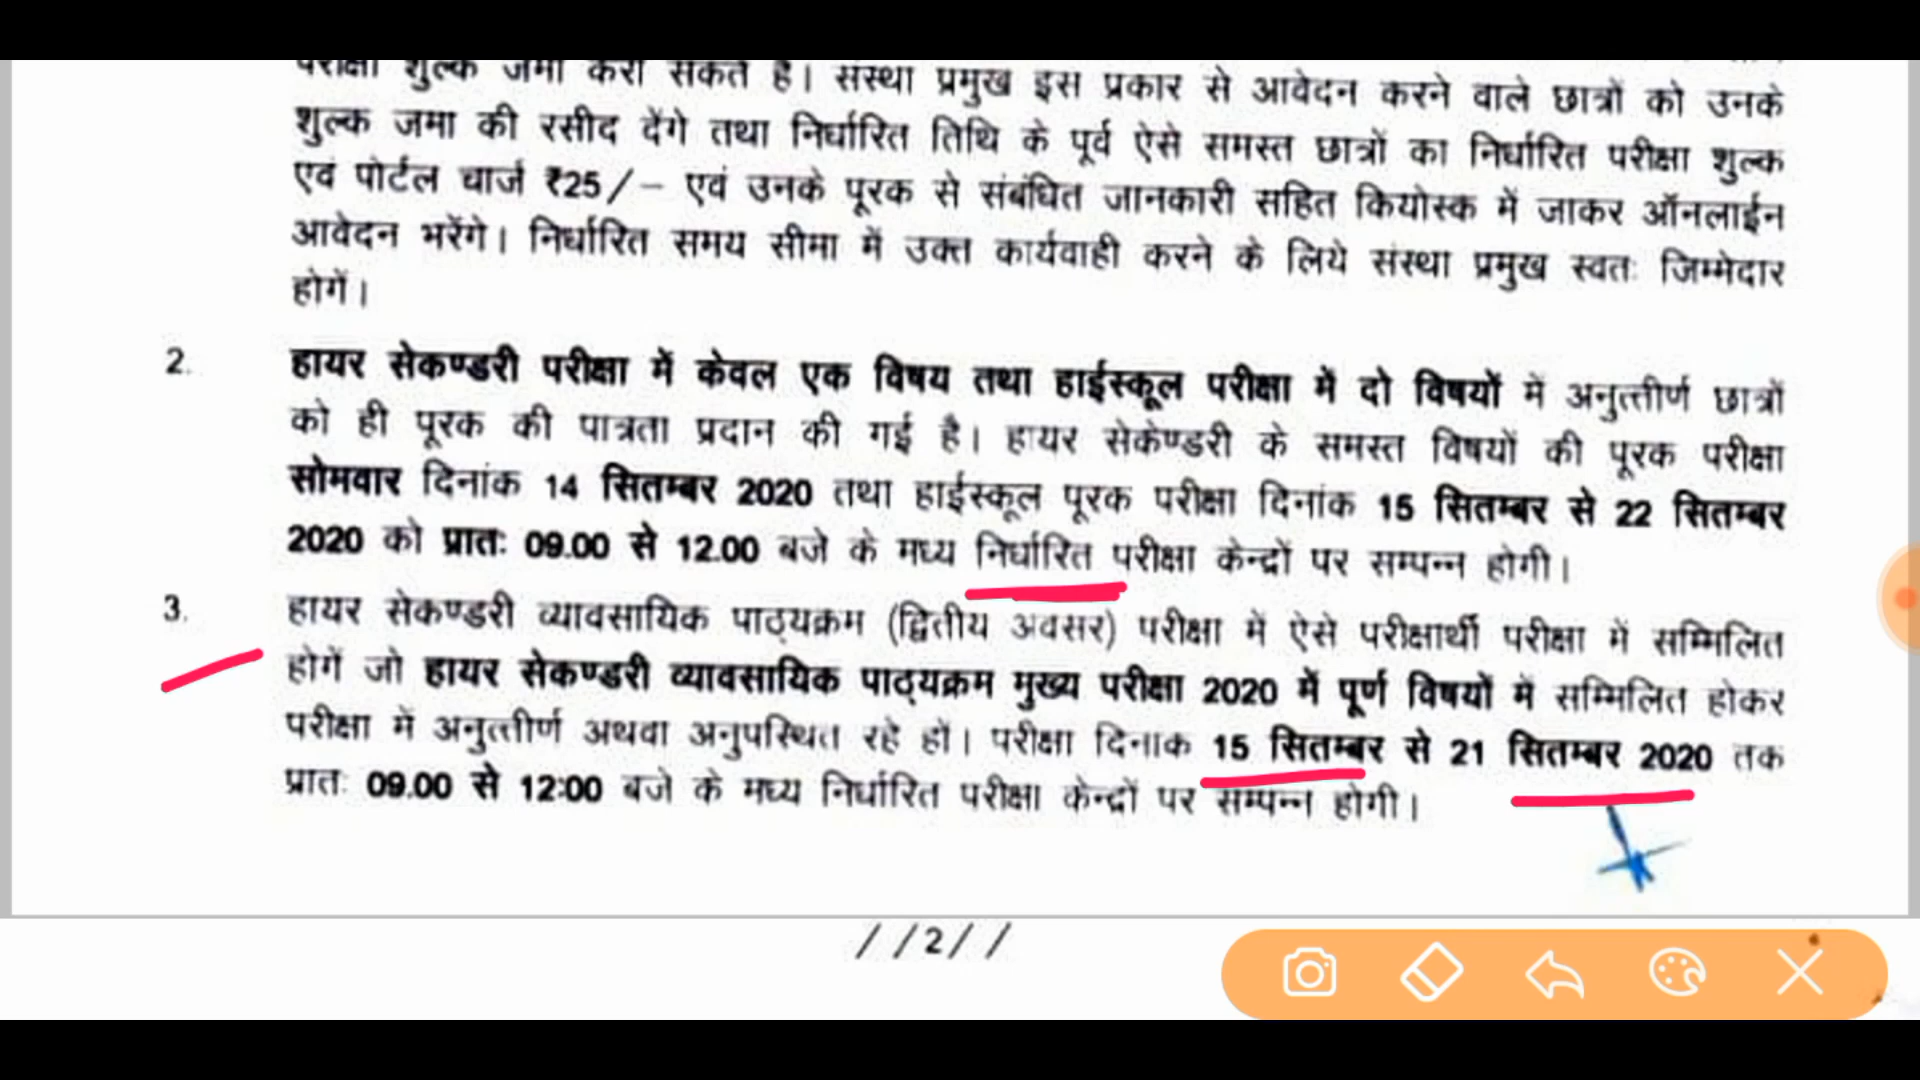 परीक्षा शुल्क जमा करा सकते है। संस्था प्रमुख इस प्रकार से आवेदन करने वाले छात्रों को उनके
शुल्क जमा की रसीद देंगे तथा निर्धारित तिथि के पूर्व ऐसे समस्त छात्रों का निर्धारित परीक्षा शुल्क
एवं पोर्टल चार्ज ₹25/– एवं उनके पूरक से संबंधित जानकारी सहित कियोस्क में जाकर ऑनलाईन
आवेदन भरेंगे। निर्धारित समय सीमा में उक्त कार्यवाही करने के लिये संस्था प्रमुख स्वतः जिम्मेदार
होगें।
2. हायर सेकण्डरी परीक्षा में केवल एक विषय तथा हाईस्कूल परीक्षा में दो विषयों में अनुत्तीर्ण छात्रों
को ही पूरक की पात्रता प्रदान की गई है। हायर सेकेण्डरी के समस्त विषयों की पूरक परीक्षा
सोमवार दिनांक 14 सितम्बर 2020 तथा हाईस्कूल पूरक परीक्षा दिनांक 15 सितम्बर से 22 सितम्बर
2020 को प्रातः 09.00 से 12.00 बजे के मध्य निर्धारित परीक्षा केन्द्रों पर सम्पन्न होगी।
3. हायर सेकण्डरी व्यावसायिक पाठ्यक्रम (द्वितीय अवसर) परीक्षा में ऐसे परीक्षार्थी परीक्षा में सम्मिलित
होगें जो हायर सेकण्डरी व्यावसायिक पाठ्यक्रम मुख्य परीक्षा 2020 में पूर्ण विषयों में सम्मिलित होकर
परीक्षा में अनुत्तीर्ण अथवा अनुपस्थित रहे हों। परीक्षा दिनाक 15 सितम्बर से 21 सितम्बर 2020 तक
प्रातः 09.00 से 12:00 बजे के मध्य निर्धारित परीक्षा केन्द्रों पर सम्पन्न होगी।
//2//